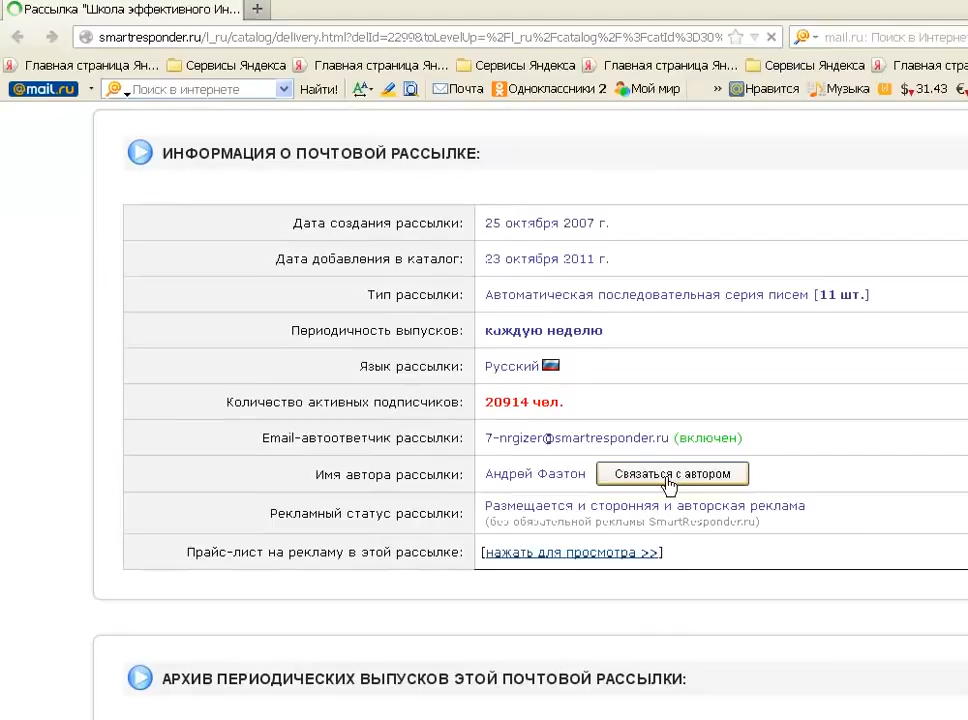 Рассылка "Школа эффективного Ин...
smartresponder.ru/l_ru/catalog/delivery.html?delId=2299&toLevelUp=%2Fl_ru%2Fcatalog%2F%3FcatId%3D30%
mail.ru: Поиск в Интернете
Главная страница Ян... Сервисы Яндекса Главная страница Ян... Сервисы Яндекса Главная страница Ян... Сервисы Яндекса Главная стра
@mail.ru Поиск в интернете Найти! Почта Одноклассники 2 Мой мир » Нравится Музыка $ 31.43 €
ИНФОРМАЦИЯ О ПОЧТОВОЙ РАССЫЛКЕ:
Дата создания рассылки: 25 октября 2007 г.
Дата добавления в каталог: 23 октября 2011 г.
Тип рассылки: Автоматическая последовательная серия писем [11 шт.]
Периодичность выпусков: каждую неделю
Язык рассылки: Русский
Количество активных подписчиков: 20914 чел.
Email-автоответчик рассылки: 7-nrgizer@smartresponder.ru (включен)
Имя автора рассылки: Андрей Фаэтон Связаться с автором
Рекламный статус рассылки: Размещается и сторонняя и авторская реклама
(без обязательной рекламы SmartResponder.ru)
Прайс-лист на рекламу в этой рассылке: [нажать для просмотра >>]
АРХИВ ПЕРИОДИЧЕСКИХ ВЫПУСКОВ ЭТОЙ ПОЧТОВОЙ РАССЫЛКИ: